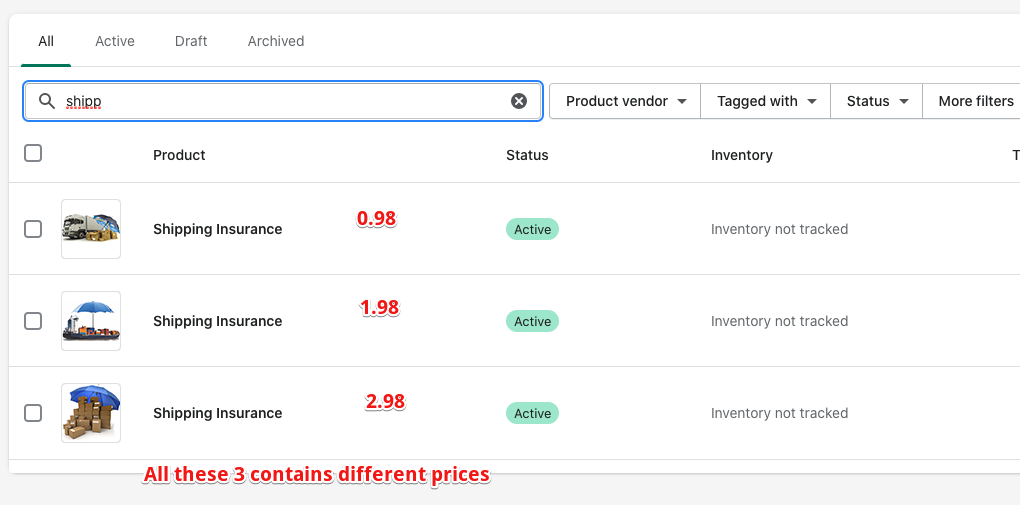 All Active Draft Archived
shipp Product vendor Tagged with Status More filters
Product Status Inventory T
Shipping Insurance 0.98 Active Inventory not tracked
Shipping Insurance 1.98 Active Inventory not tracked
Shipping Insurance 2.98 Active Inventory not tracked
All these 3 contains different prices